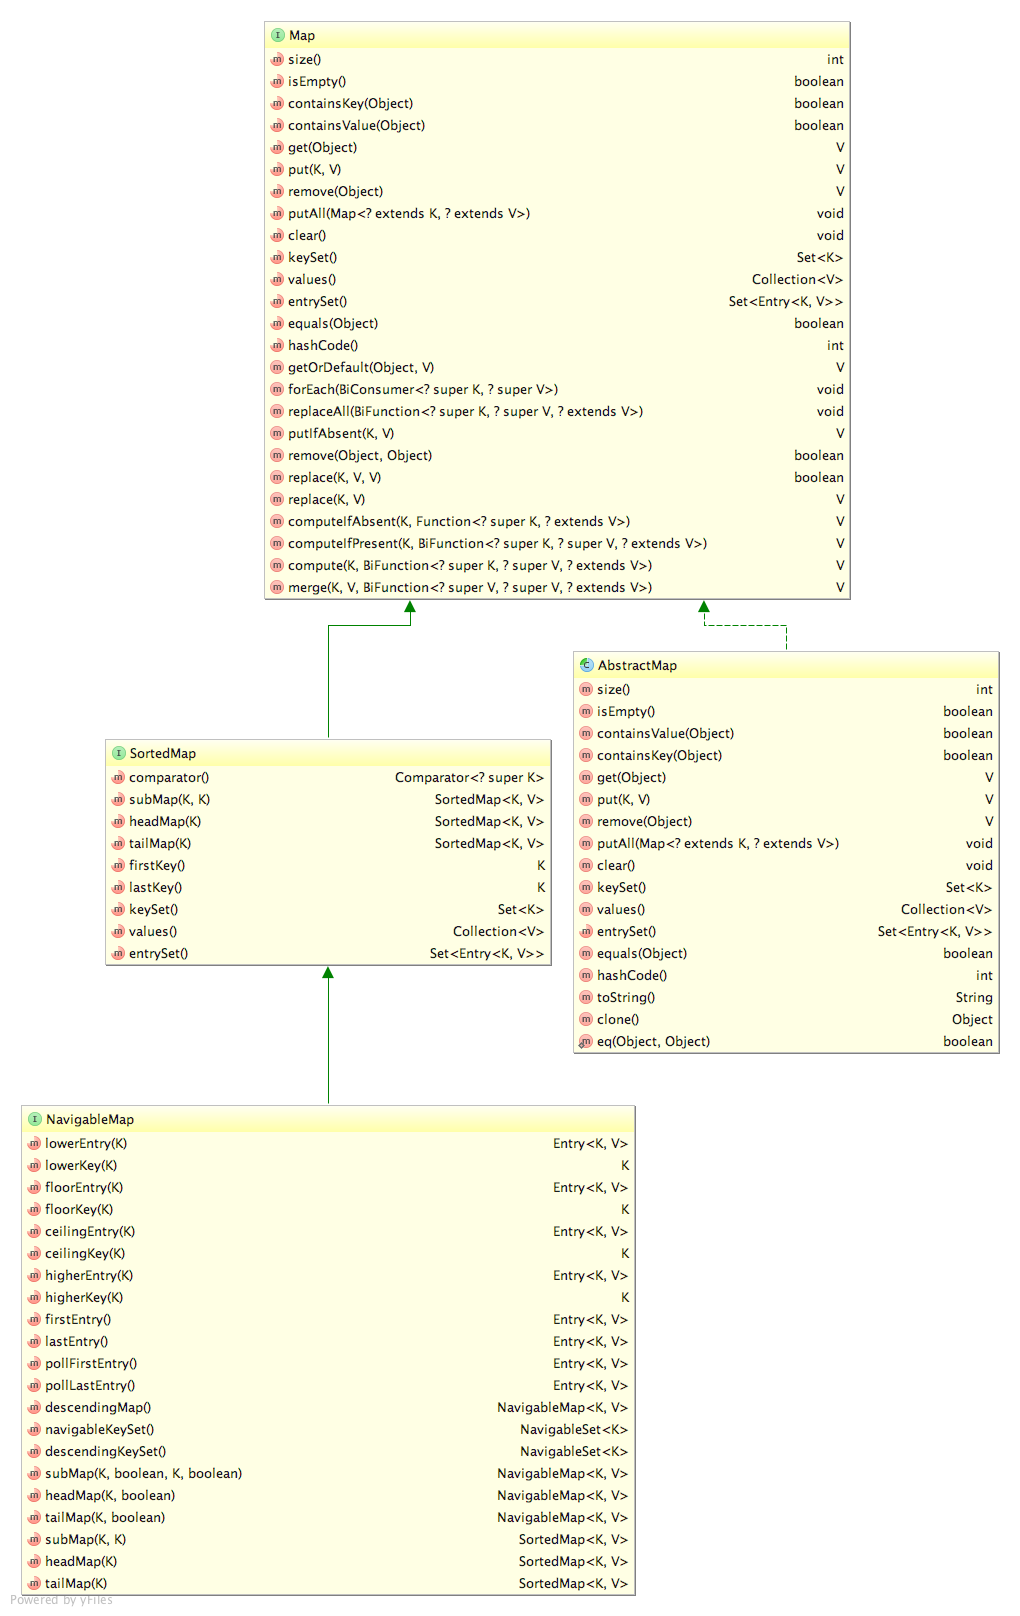 I Map
m size() int
m isEmpty() boolean
m containsKey(Object) boolean
m containsValue(Object) boolean
m get(Object) V
m put(K, V) V
m remove(Object) V
m putAll(Map<? extends K, ? extends V>) void
m clear() void
m keySet() Set<K>
m values() Collection<V>
m entrySet() Set<Entry<K, V>>
m equals(Object) boolean
m hashCode() int
m getOrDefault(Object, V) V
m forEach(BiConsumer<? super K, ? super V>) void
m replaceAll(BiFunction<? super K, ? super V, ? extends V>) void
m putIfAbsent(K, V) V
m remove(Object, Object) boolean
m replace(K, V, V) boolean
m replace(K, V) V
m computeIfAbsent(K, Function<? super K, ? extends V>) V
m computeIfPresent(K, BiFunction<? super K, ? super V, ? extends V>) V
m compute(K, BiFunction<? super K, ? super V, ? extends V>) V
m merge(K, V, BiFunction<? super V, ? super V, ? extends V>) V
C AbstractMap
m size() int
m isEmpty() boolean
m containsValue(Object) boolean
m containsKey(Object) boolean
m get(Object) V
m put(K, V) V
m remove(Object) V
m putAll(Map<? extends K, ? extends V>) void
m clear() void
m keySet() Set<K>
m values() Collection<V>
m entrySet() Set<Entry<K, V>>
m equals(Object) boolean
m hashCode() int
m toString() String
m clone() Object
m eq(Object, Object) boolean
I SortedMap
m comparator() Comparator<? super K>
m subMap(K, K) SortedMap<K, V>
m headMap(K) SortedMap<K, V>
m tailMap(K) SortedMap<K, V>
m firstKey() K
m lastKey() K
m keySet() Set<K>
m values() Collection<V>
m entrySet() Set<Entry<K, V>>
I NavigableMap
m lowerEntry(K) Entry<K, V>
m lowerKey(K) K
m floorEntry(K) Entry<K, V>
m floorKey(K) K
m ceilingEntry(K) Entry<K, V>
m ceilingKey(K) K
m higherEntry(K) Entry<K, V>
m higherKey(K) K
m firstEntry() Entry<K, V>
m lastEntry() Entry<K, V>
m pollFirstEntry() Entry<K, V>
m pollLastEntry() Entry<K, V>
m descendingMap() NavigableMap<K, V>
m navigableKeySet() NavigableSet<K>
m descendingKeySet() NavigableSet<K>
m subMap(K, boolean, K, boolean) NavigableMap<K, V>
m headMap(K, boolean) NavigableMap<K, V>
m tailMap(K, boolean) NavigableMap<K, V>
m subMap(K, K) SortedMap<K, V>
m headMap(K) SortedMap<K, V>
m tailMap(K) SortedMap<K, V>
Powered by yFiles